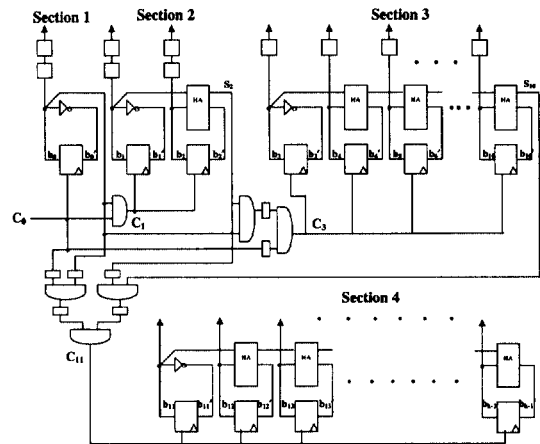 Section 1
Section 2
Section 3
HA
S₂
HA
HA
HA
S₁₀
b₀ b₀'
b₁ b₁'
b₂ b₂'
b₃ b₃'
b₄ b₄'
b₅ b₅'
b₁₀ b₁₀'
C₀
C₁
C₃
Section 4
C₁₁
HA
HA
HA
b₁₁ b₁₁'
b₁₂ b₁₂'
b₁₃ b₁₃'